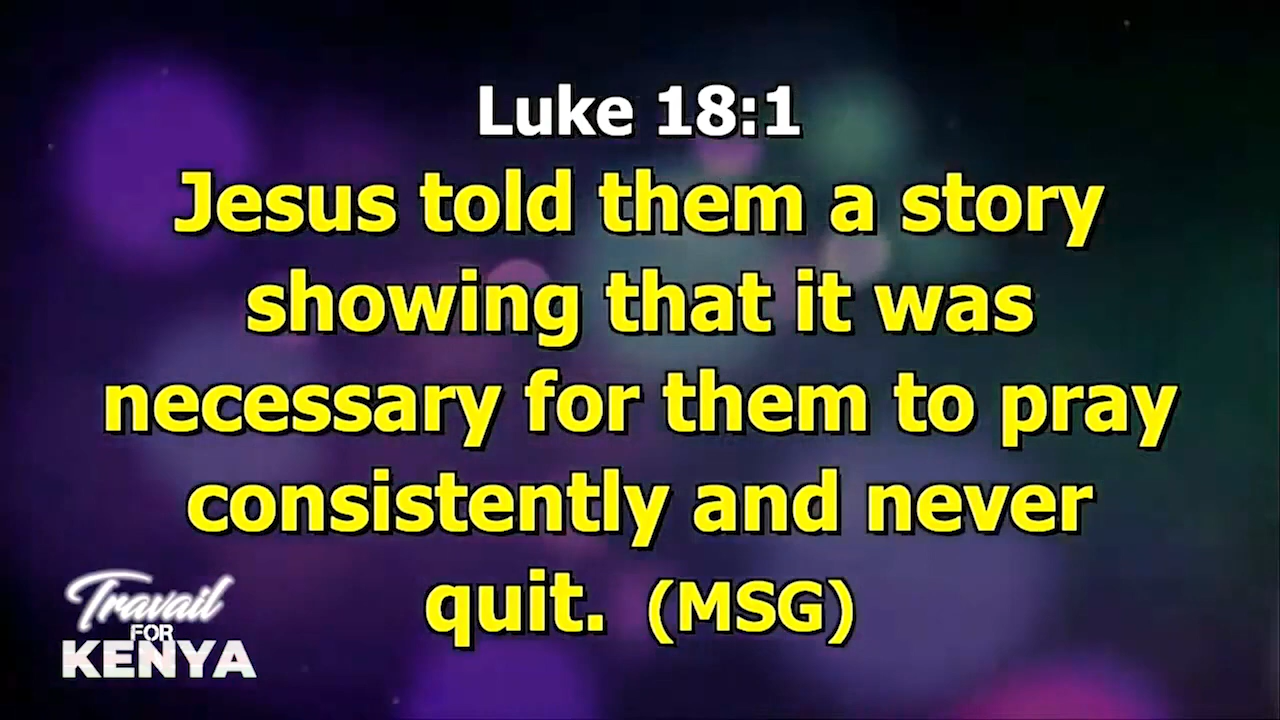 Luke 18:1
Jesus told them a story
showing that it was
necessary for them to pray
consistently and never
quit. (MSG)
Travail
FOR
KENYA